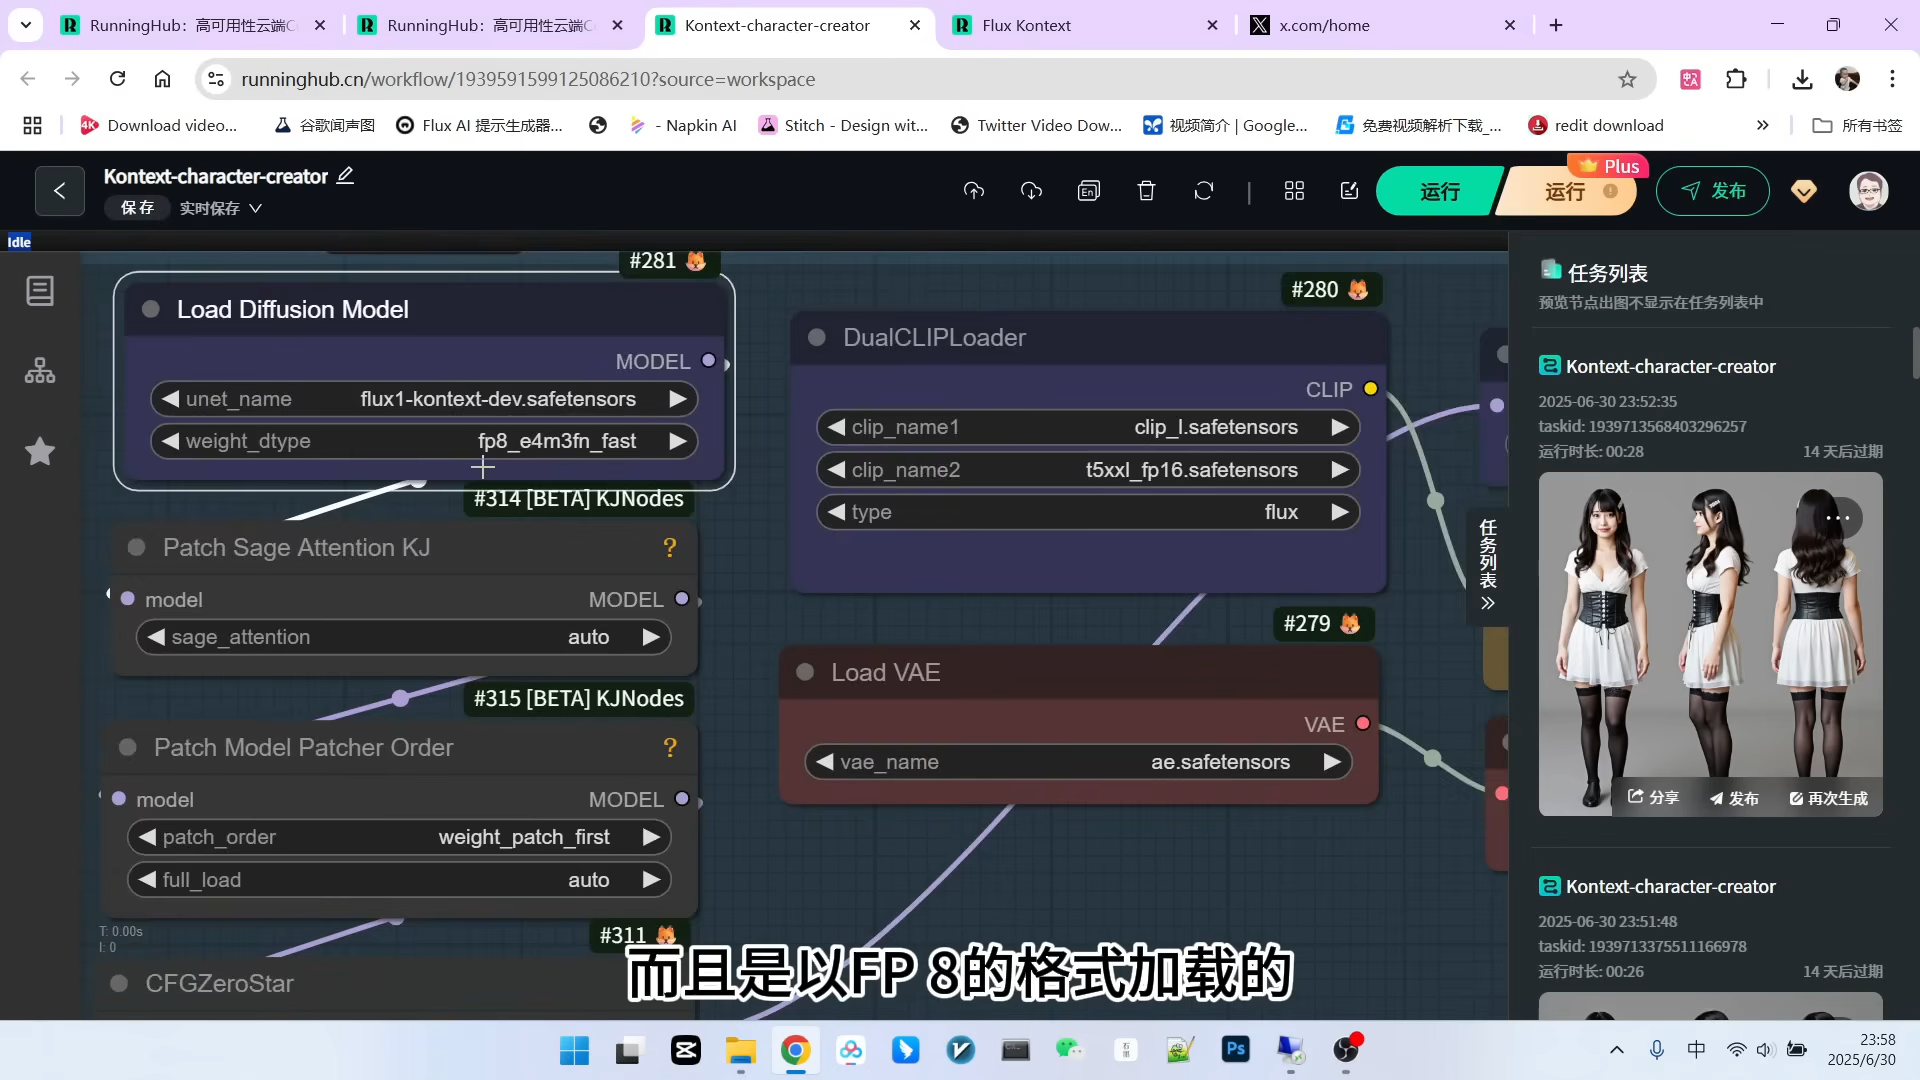 RunningHub：高可用性云端C
RunningHub：高可用性云端C
Kontext-character-creator
Flux Kontext
x.com/home
runninghub.cn/workflow/1939591599125086210?source=workspace
Download video...
谷歌闻声图
Flux AI 提示生成器...
- Napkin AI
Stitch - Design wit...
Twitter Video Dow...
视频简介 | Google...
免费视频解析下载_...
redit download
所有书签
Kontext-character-creator
保存
实时保存
En
运行
运行
Plus
发布
Idle
#281
Load Diffusion Model
MODEL
unet_name
flux1-kontext-dev.safetensors
weight_dtype
fp8_e4m3fn_fast
#314 [BETA] KJNodes
Patch Sage Attention KJ
?
model
MODEL
sage_attention
auto
#315 [BETA] KJNodes
Patch Model Patcher Order
?
model
MODEL
patch_order
weight_patch_first
full_load
auto
T: 0.00s
I: 0
#311
CFGZeroStar
#280
DualCLIPLoader
CLIP
clip_name1
clip_l.safetensors
clip_name2
t5xxl_fp16.safetensors
type
flux
#279
Load VAE
VAE
vae_name
ae.safetensors
任务列表
任务列表
预览节点出图不显示在任务列表中
Kontext-character-creator
2025-06-30 23:52:35
taskid: 1939713568403296257
运行时长: 00:28
14 天后过期
分享
发布
再次生成
Kontext-character-creator
2025-06-30 23:51:48
taskid: 1939713375511166978
运行时长: 00:26
14 天后过期
而且是以FP 8的格式加载的
Ps
中
23:58
2025/6/30